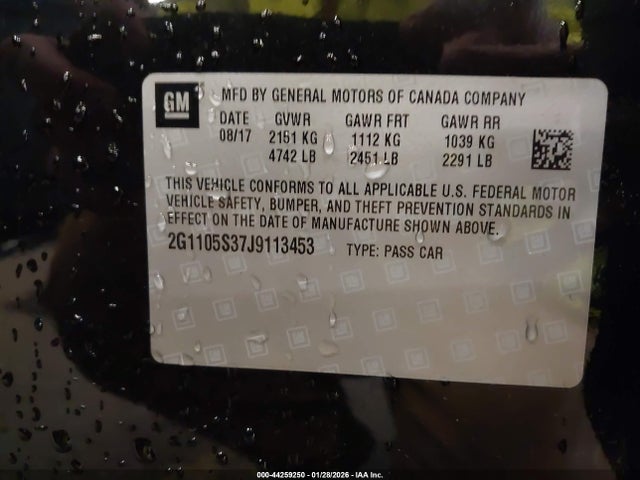 GM
MFD BY GENERAL MOTORS OF CANADA COMPANY
DATE GVWR GAWR FRT GAWR RR
08/17 2151 KG 1112 KG 1039 KG
4742 LB 2451 LB 2291 LB
THIS VEHICLE CONFORMS TO ALL APPLICABLE U.S. FEDERAL MOTOR
VEHICLE SAFETY, BUMPER, AND THEFT PREVENTION STANDARDS IN
EFFECT ON THE DATE OF MANUFACTURE SHOWN ABOVE.
2G1105S37J9113453 TYPE: PASS CAR
000-44259250 - 01/28/2026 - IAA Inc.